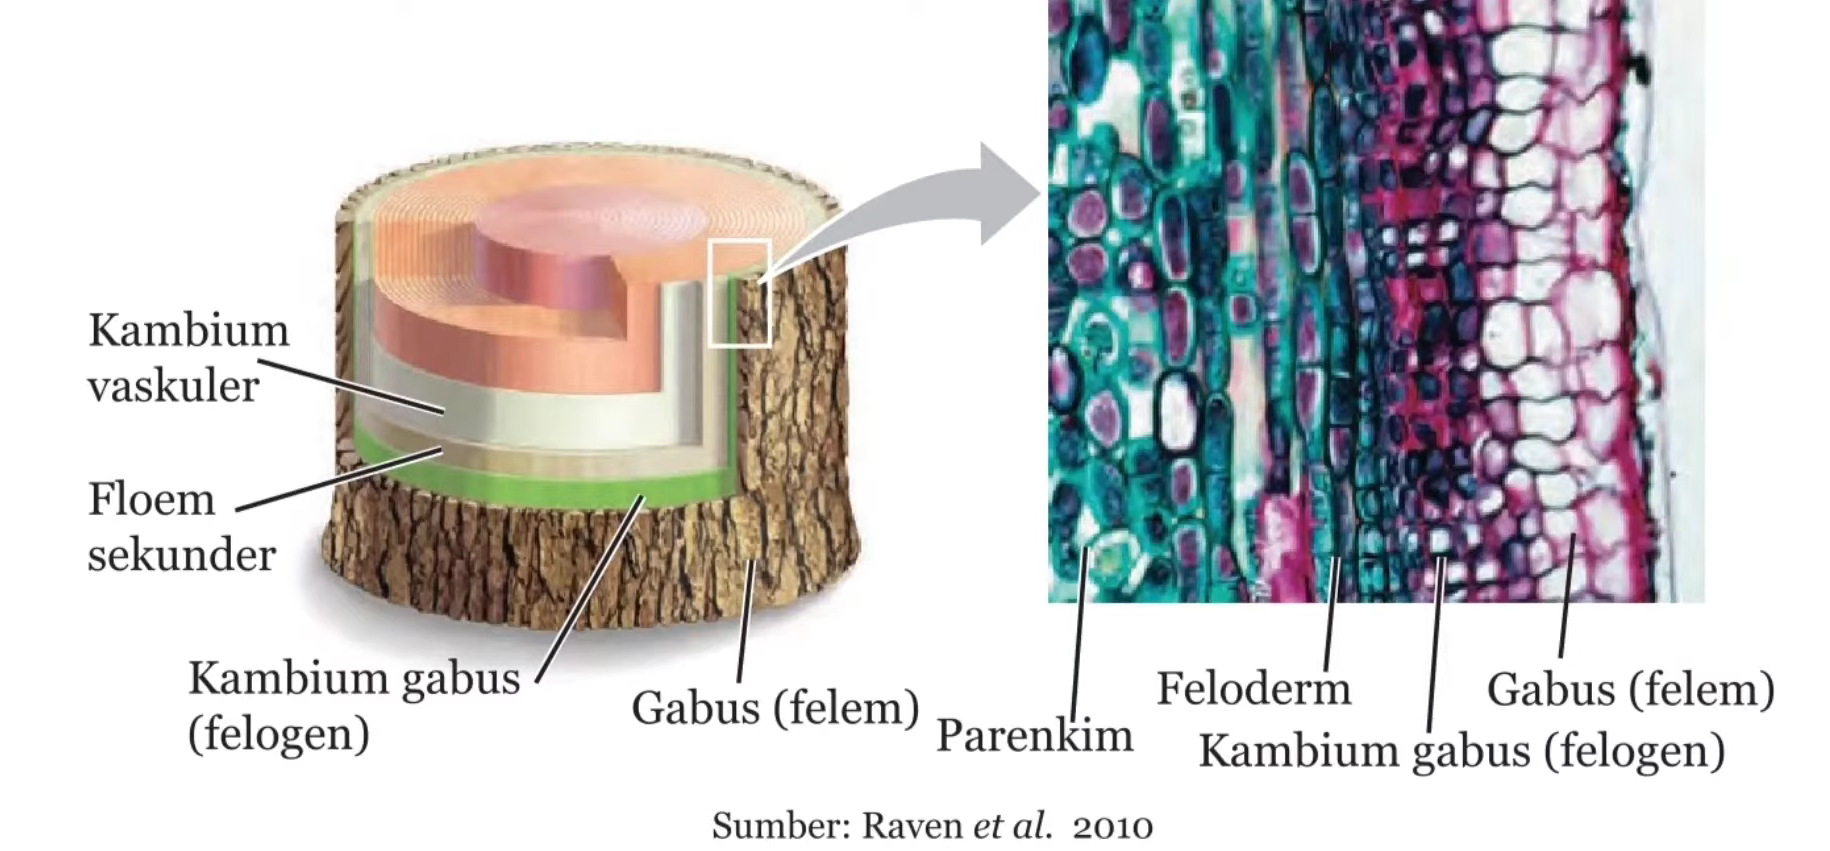 Kambium
vaskuler
Floem
sekunder
Kambium gabus
(felogen)
Gabus (felem)
Parenkim
Feloderm
Kambium gabus (felogen)
Gabus (felem)
Sumber: Raven et al. 2010